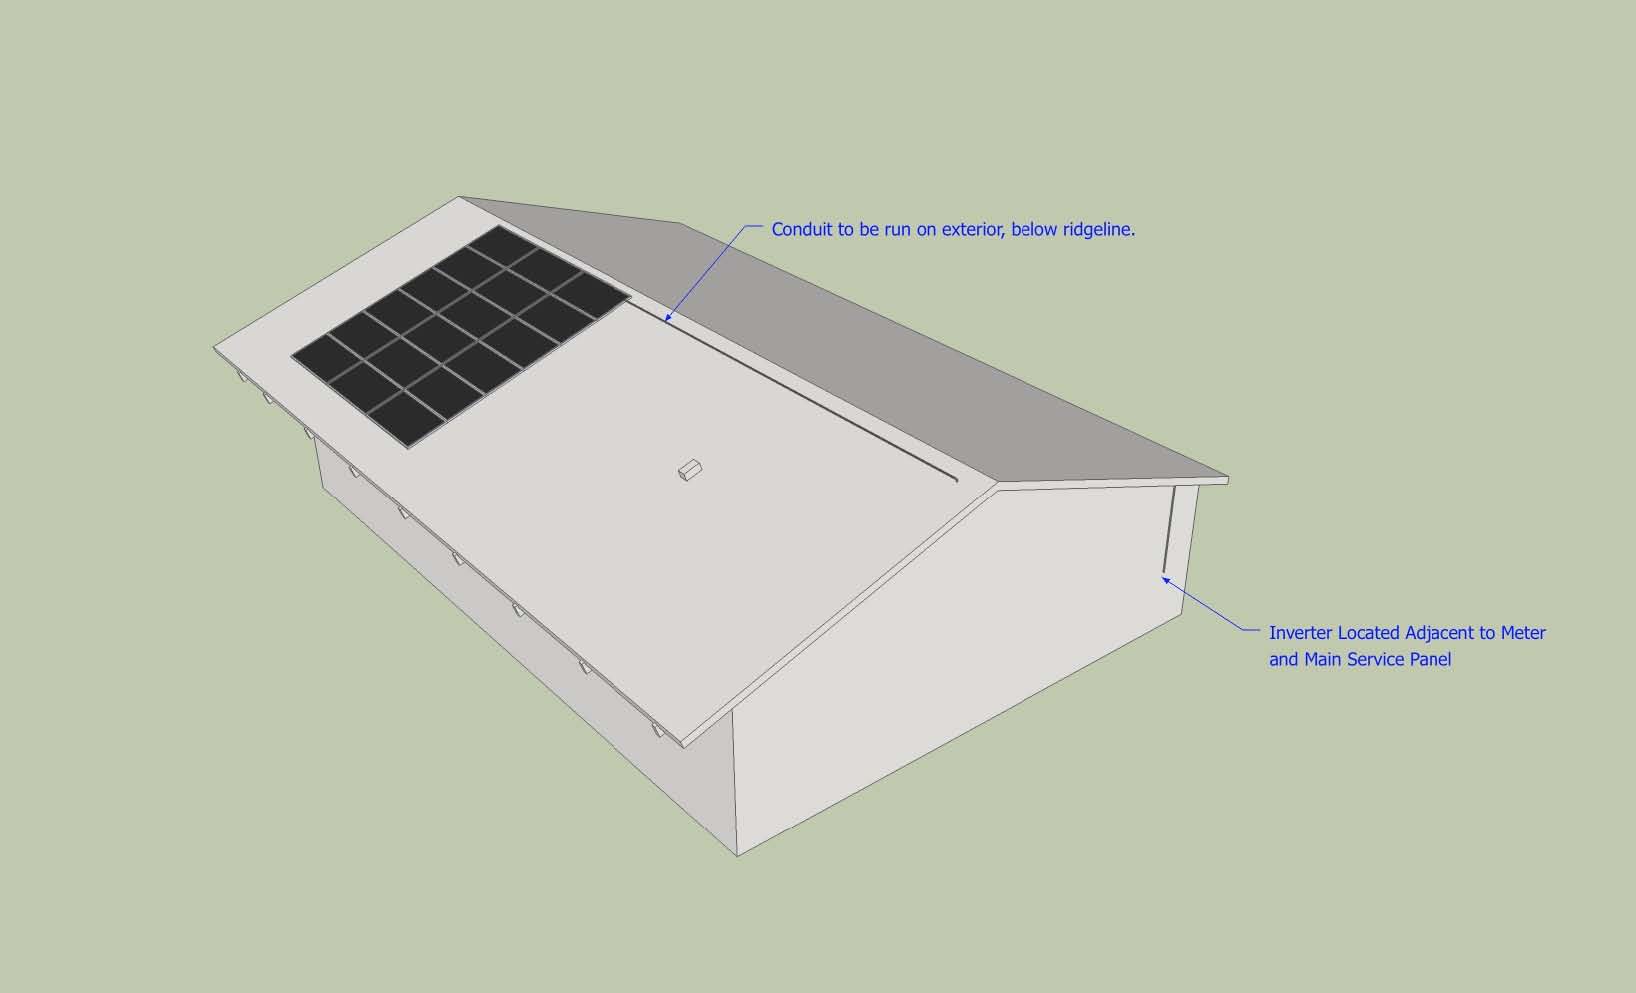 Conduit to be run on exterior, below ridgeline.
Inverter Located Adjacent to Meter
and Main Service Panel